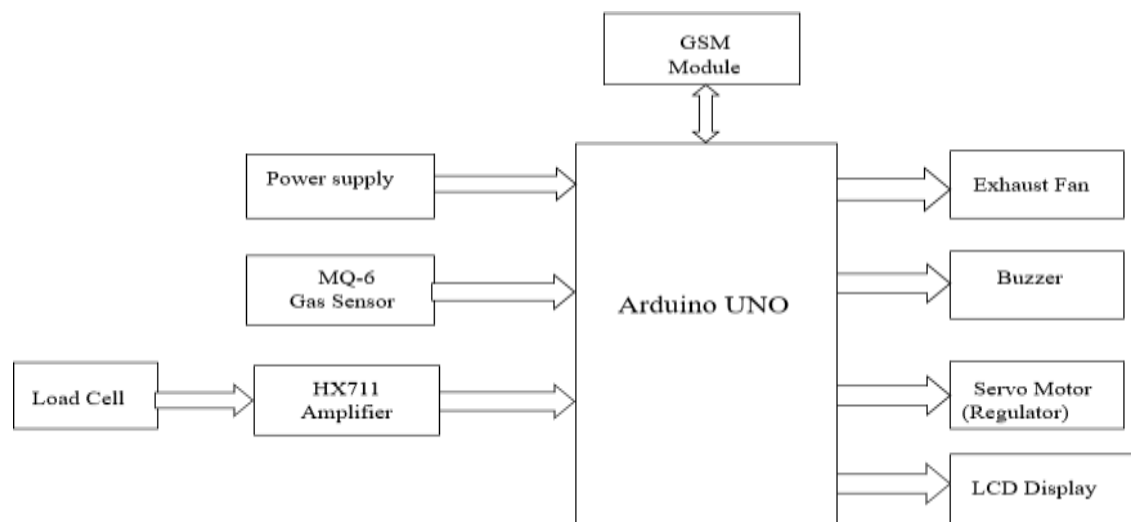 GSM
Module
Power supply
Exhaust Fan
MQ-6
Gas Sensor
Buzzer
Arduino UNO
Load Cell
HX711
Amplifier
Servo Motor
(Regulator)
LCD Display